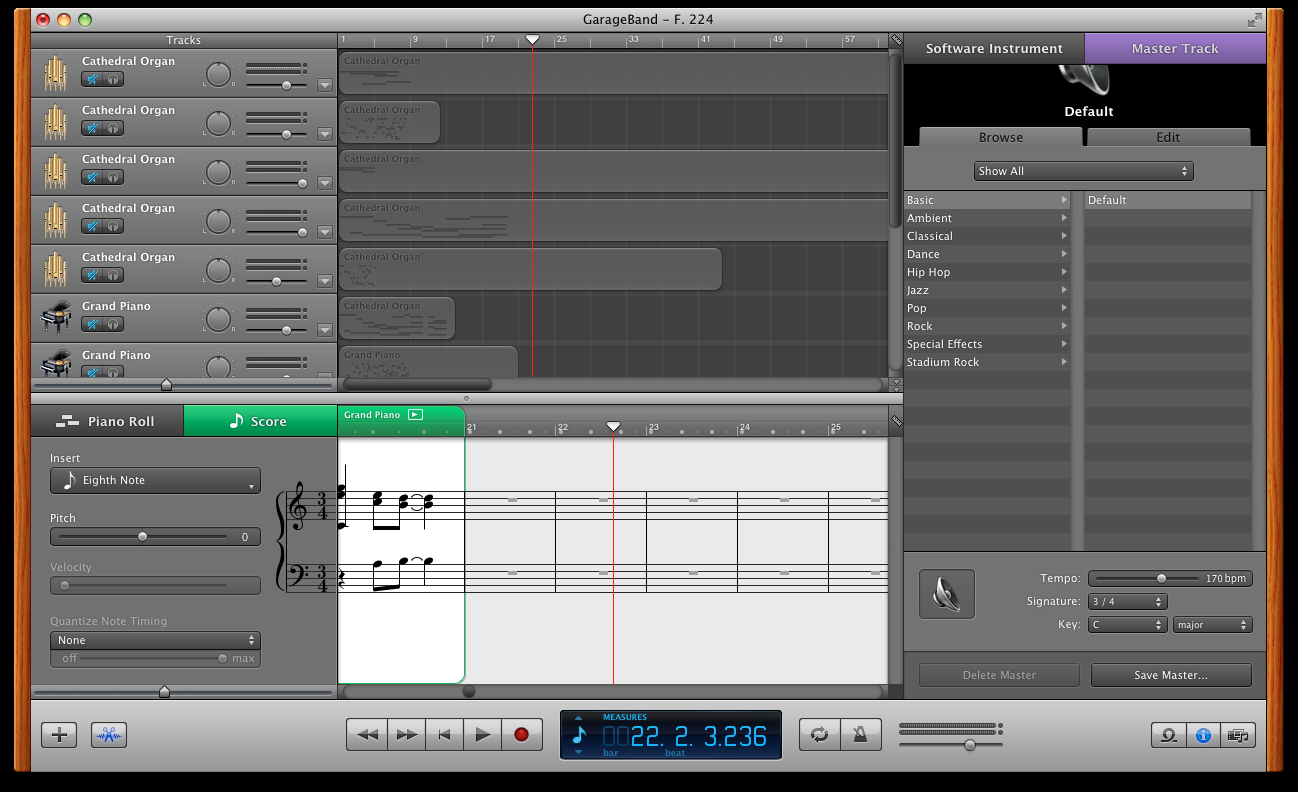 GarageBand – F. 224
Tracks
1 9 17 25 33 41 49 57
Software Instrument
Master Track
Cathedral Organ
L R
Cathedral Organ
Cathedral Organ
L R
Cathedral Organ
Cathedral Organ
L R
Cathedral Organ
Cathedral Organ
L R
Cathedral Organ
Cathedral Organ
L R
Cathedral Organ
Grand Piano
L R
Cathedral Organ
Grand Piano
Grand Piano
Default
Browse
Edit
Show All
Basic
Default
Ambient
Classical
Dance
Hip Hop
Jazz
Pop
Rock
Special Effects
Stadium Rock
Piano Roll
Score
Grand Piano
21 22 23 24 25
Insert
Eighth Note
Pitch
0
Velocity
Quantize Note Timing
None
off max
3
4
3
4
Tempo: 170 bpm
Signature: 3 / 4
Key: C major
Delete Master
Save Master...
MEASURES
0022. 2. 3.236
bar beat